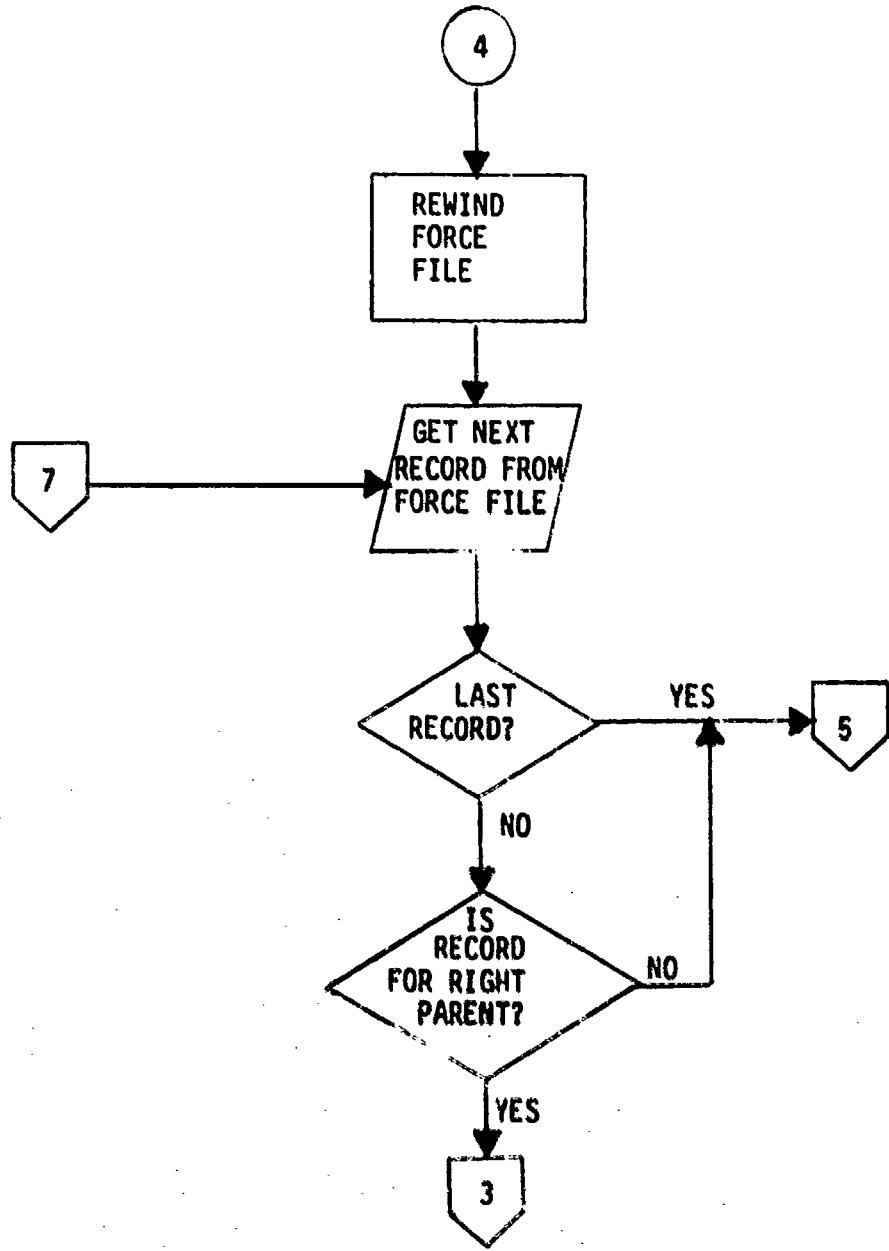 4
REWIND
FORCE
FILE
GET NEXT
RECORD FROM
FORCE FILE
7
LAST
RECORD?
YES
5
NO
IS
RECORD
FOR RIGHT
PARENT?
NO
YES
3